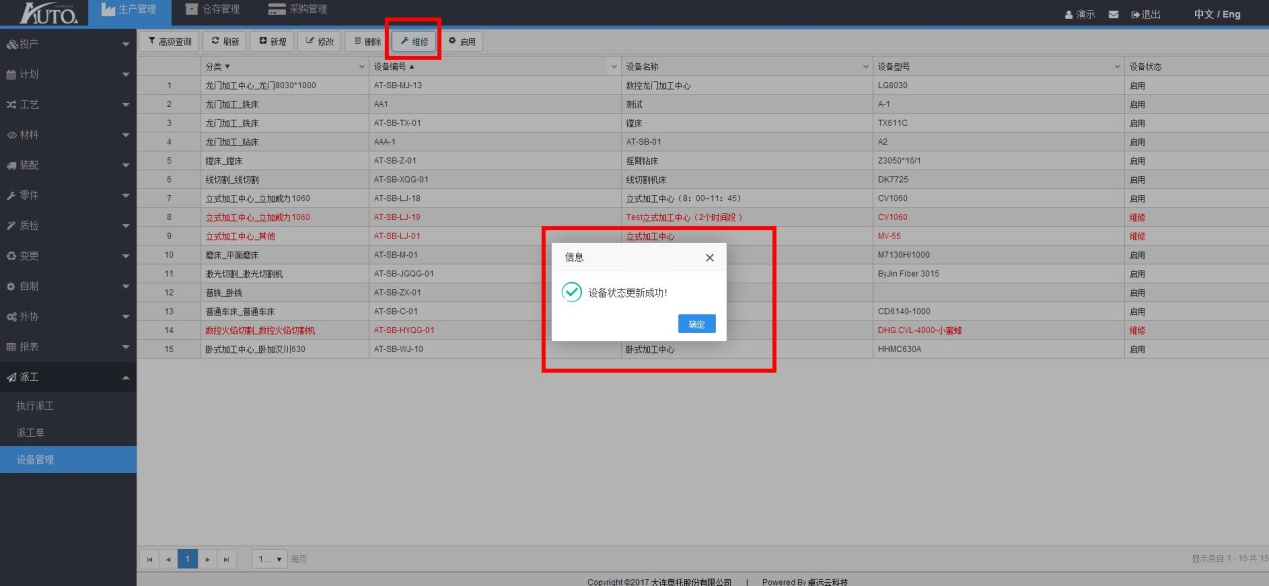 AUTO.
生产管理 仓存管理 采购管理 演示 退出 中文 / Eng
投产
计划
工艺
材料
装配
零件
质检
变更
自制
外协
报表
派工
执行派工
派工单
设备管理
高级查询 刷新 新增 修改 删除 维修 启用
分类▼ 设备编号▲ 设备名称 设备型号 设备状态
1 龙门加工中心_龙门8030*1000 AT-SB-MJ-13 数控龙门加工中心 LG8030 启用
2 龙门加工_铣床 AA1 测试 A-1 启用
3 龙门加工_铣床 AT-SB-TX-01 镗床 TX611C 启用
4 龙门加工_钻床 AAA-1 AT-SB-01 A2 启用
5 镗床_镗床 AT-SB-Z-01 摇臂钻床 Z3050*16/1 启用
6 线切割_线切割 AT-SB-XQG-01 线切割机床 DK7725 启用
7 立式加工中心_立加威力1060 AT-SB-LJ-18 立式加工中心（8：00-11：45） CV1060 启用
8 立式加工中心_立加威力1060 AT-SB-LJ-19 Test立式加工中心（2个时间段） CV1060 维修
9 立式加工中心_其他 AT-SB-LJ-01 立式加工中心 MV-55 维修
10 磨床_平面磨床 AT-SB-M-01 M7130H/1000 启用
11 激光切割_激光切割机 AT-SB-JGQG-01 ByJin Fiber 3015 启用
12 普铣_卧铣 AT-SB-ZX-01 启用
13 普通车床_普通车床 AT-SB-C-01 CD6140-1000 启用
14 数控火焰切割_数控火焰切割机 AT-SB-HYQG-01 DHG.CVL-4000-小蜜蜂 维修
15 卧式加工中心_卧加汉川630 AT-SB-WJ-10 卧式加工中心 HHMC630A 启用
信息
设备状态更新成功!
确定
1 1... 每页 显示条目 1 - 15 共 15
Copyright ©2017 大连奥托股份有限公司 | Powered By 卓远云科技